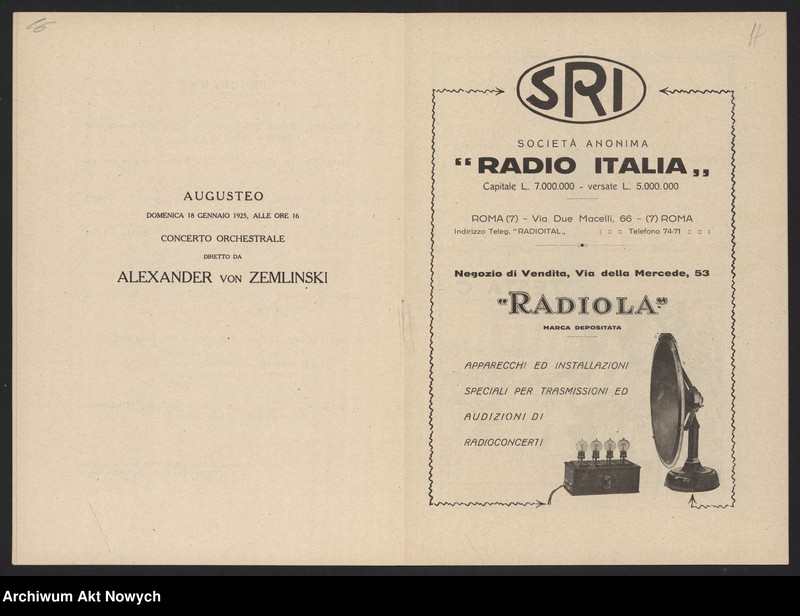 AUGUSTEO
DOMENICA 18 GENNAIO 1925, ALLE ORE 16
CONCERTO ORCHESTRALE
DIRETTO DA
ALEXANDER VON ZEMLINSKI
SRI
SOCIETÀ ANONIMA
“RADIO ITALIA„
Capitale L. 7.000.000 - versate L. 5.000.000
ROMA (7) - Via Due Macelli, 66 - (7) ROMA
Indirizzo Teleg. "RADIOITAL„ : :: :: Telefono 74-71 :: :: :
Negozio di Vendita, Via della Mercede, 53
“RADIOLA”
MARCA DEPOSITATA
APPARECCHI ED INSTALLAZIONI
SPECIALI PER TRASMISSIONI ED
AUDIZIONI DI
RADIOCONCERTI
Archiwum Akt Nowych